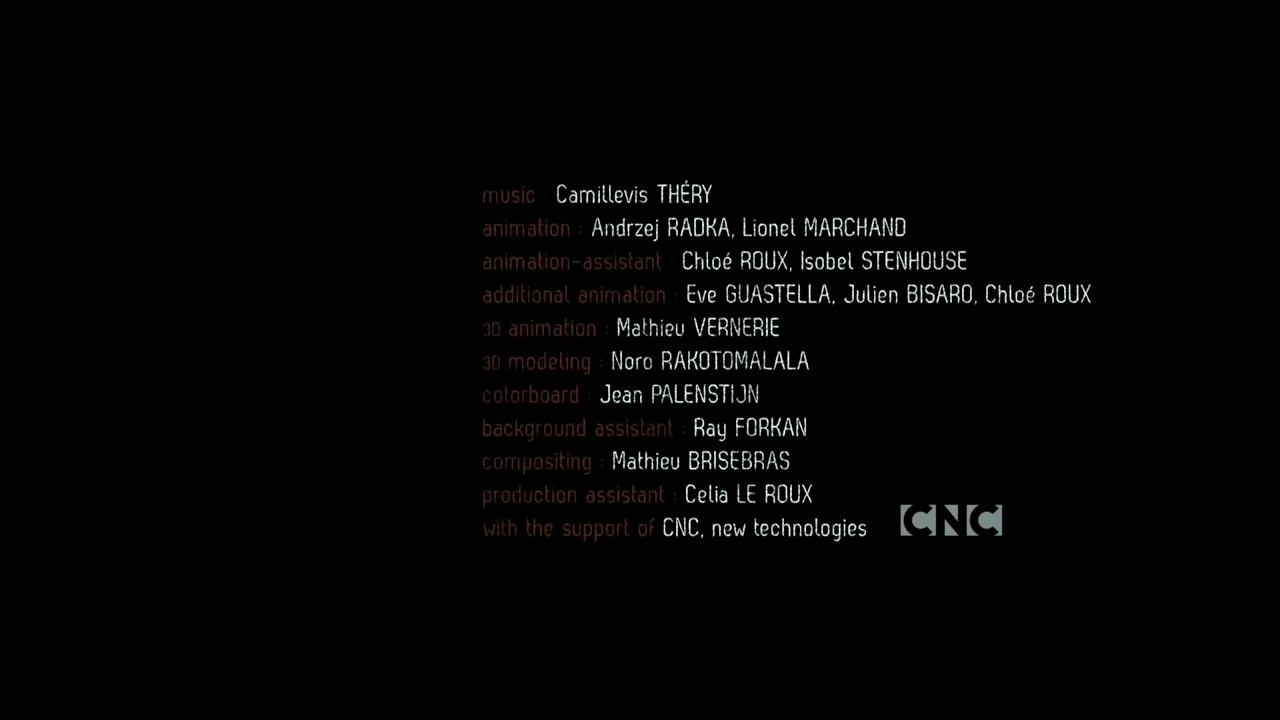 music : Camillevis THÉRY
animation : Andrzej RADKA, Lionel MARCHAND
animation-assistant : Chloé ROUX, Isobel STENHOUSE
additional animation : Eve GUASTELLA, Julien BISARO, Chloé ROUX
3D animation : Mathieu VERNERIE
3D modeling : Noro RAKOTOMALALA
colorboard : Jean PALENSTIJN
background assistant : Ray FORKAN
compositing : Mathieu BRISEBRAS
production assistant : Celia LE ROUX
with the support of CNC, new technologies CNC